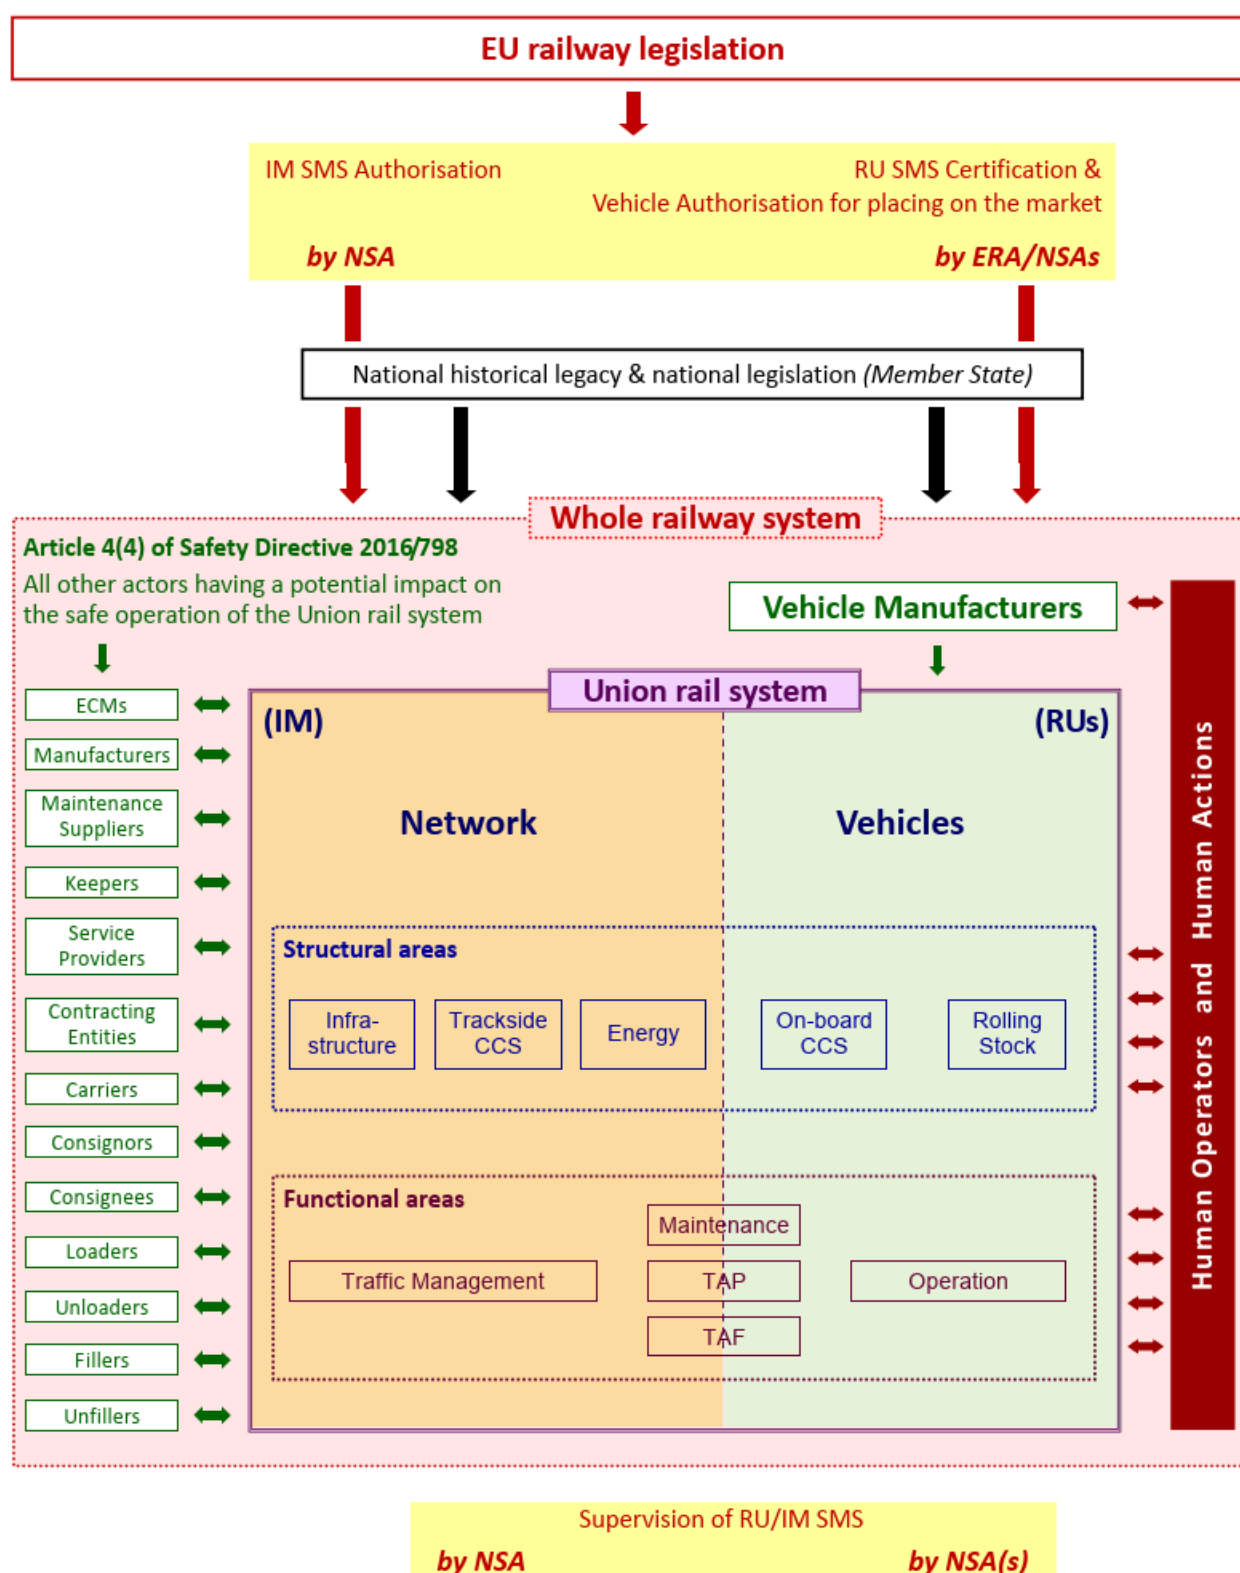 EU railway legislation
IM SMS Authorisation
RU SMS Certification &
Vehicle Authorisation for placing on the market
by NSA
by ERA/NSAs
National historical legacy & national legislation (Member State)
Whole railway system
Article 4(4) of Safety Directive 2016/798
All other actors having a potential impact on
the safe operation of the Union rail system
Vehicle Manufacturers
ECMs
Manufacturers
Maintenance
Suppliers
Keepers
Service
Providers
Contracting
Entities
Carriers
Consignors
Consignees
Loaders
Unloaders
Fillers
Unfillers
Union rail system
(IM)
(RUs)
Network
Vehicles
Structural areas
Infra-
structure
Trackside
CCS
Energy
On-board
CCS
Rolling
Stock
Functional areas
Maintenance
Traffic Management
TAP
Operation
TAF
Human Operators and Human Actions
Supervision of RU/IM SMS
by NSA
by NSA(s)